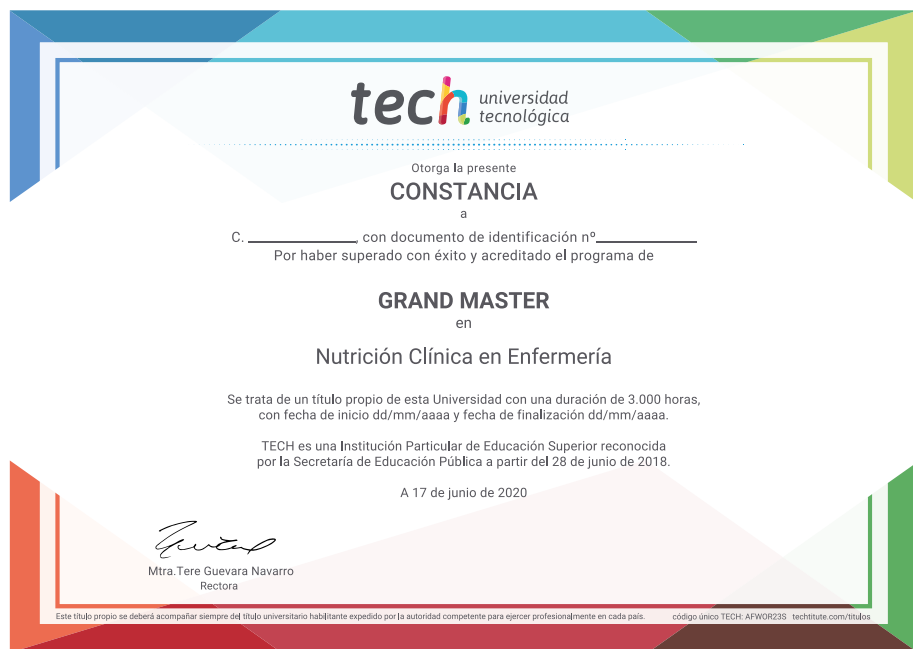 tech universidad
tecnológica
Otorga la presente
CONSTANCIA
a
C. ____________, con documento de identificación nº____________
Por haber superado con éxito y acreditado el programa de
GRAND MASTER
en
Nutrición Clínica en Enfermería
Se trata de un título propio de esta Universidad con una duración de 3.000 horas,
con fecha de inicio dd/mm/aaaa y fecha de finalización dd/mm/aaaa.
TECH es una Institución Particular de Educación Superior reconocida
por la Secretaría de Educación Pública a partir del 28 de junio de 2018.
A 17 de junio de 2020
Mtra.Tere Guevara Navarro
Rectora
Este título propio se deberá acompañar siempre del título universitario habilitante expedido por la autoridad competente para ejercer profesionalmente en cada país. código único TECH: AFWOR23S techtitute.com/titulos